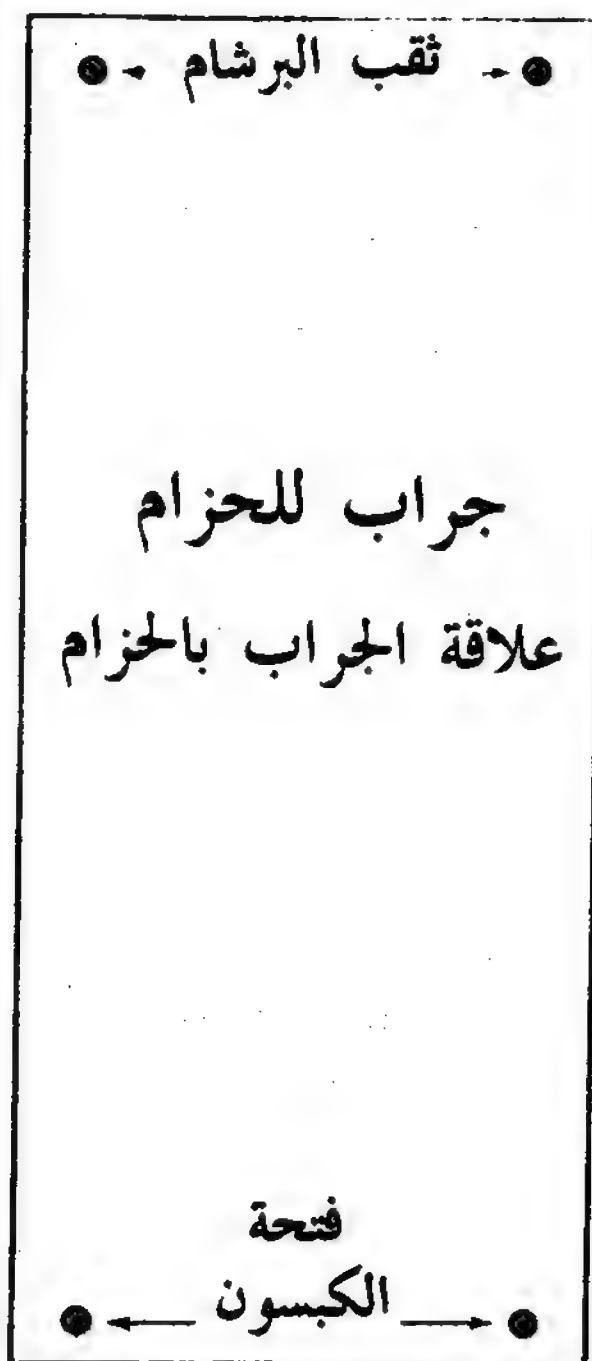 ثقب البرشام
جراب للحزام
علاقة الجراب بالحزام
فتحة
الكبسون